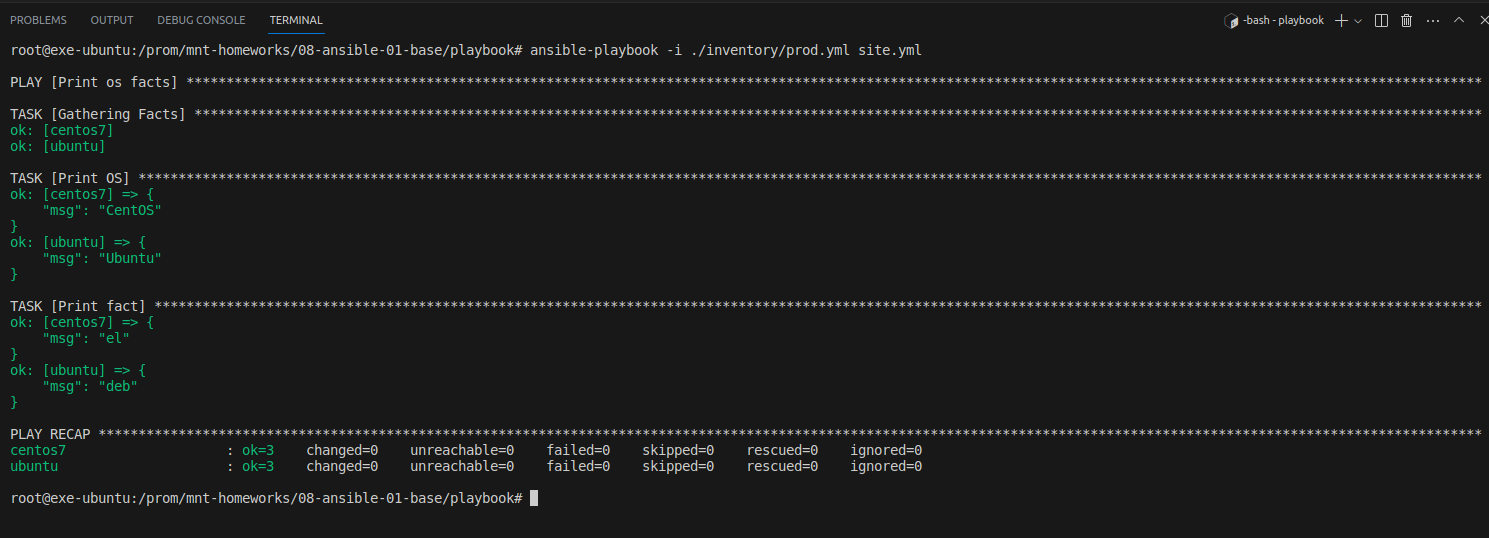 PROBLEMS OUTPUT DEBUG CONSOLE TERMINAL -bash - playbook
root@exe-ubuntu:/prom/mnt-homeworks/08-ansible-01-base/playbook# ansible-playbook -i ./inventory/prod.yml site.yml
PLAY [Print os facts] ******************************************************************************************************************************************************************
TASK [Gathering Facts] *****************************************************************************************************************************************************************
ok: [centos7]
ok: [ubuntu]
TASK [Print OS] ************************************************************************************************************************************************************************
ok: [centos7] => {
    "msg": "CentOS"
}
ok: [ubuntu] => {
    "msg": "Ubuntu"
}
TASK [Print fact] **********************************************************************************************************************************************************************
ok: [centos7] => {
    "msg": "el"
}
ok: [ubuntu] => {
    "msg": "deb"
}
PLAY RECAP *****************************************************************************************************************************************************************************
centos7                    : ok=3    changed=0    unreachable=0    failed=0    skipped=0    rescued=0    ignored=0
ubuntu                     : ok=3    changed=0    unreachable=0    failed=0    skipped=0    rescued=0    ignored=0
root@exe-ubuntu:/prom/mnt-homeworks/08-ansible-01-base/playbook#